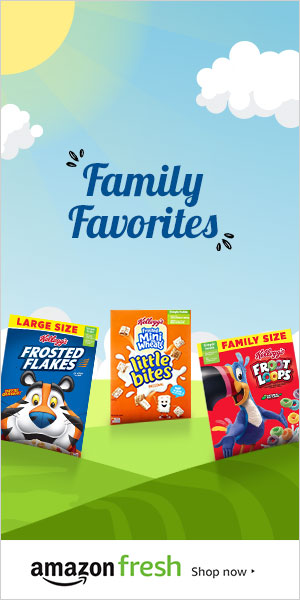 Family
Favorites
LARGE SIZE
Kellogg's
FROSTED
FLAKES
Kellogg's
Frosted
Mini
Wheats
little
bites
FAMILY SIZE
Kellogg's
FROOT
LOOPS
amazon fresh Shop now